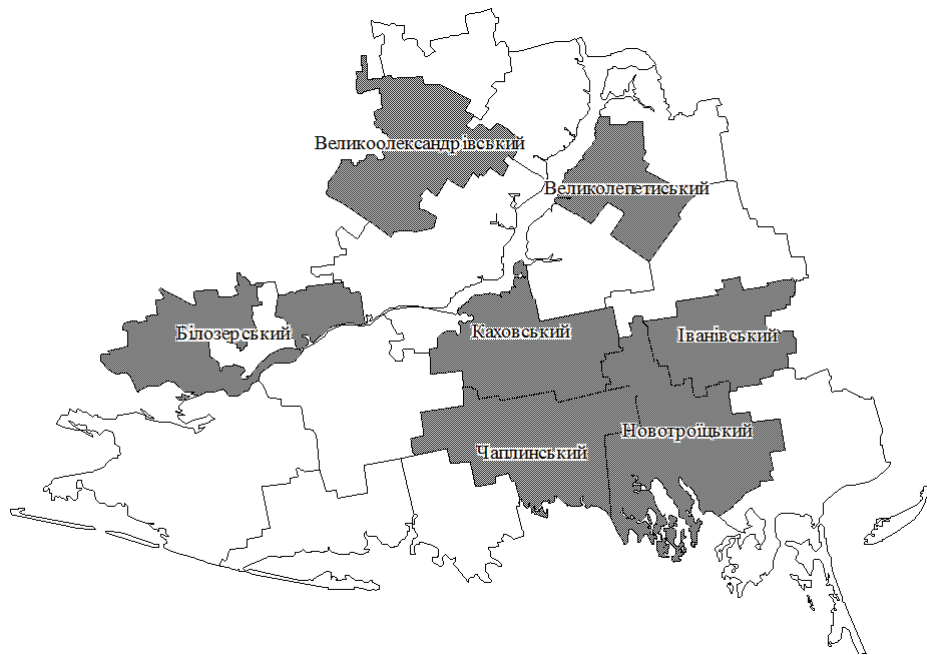 Великоолександрівський
Великолепетиський
Білозерський
Каховський
Іванівський
Новотроїцький
Чаплинський